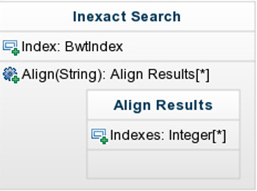 Inexact Search
Index: BwtIndex
Align(String): Align Results[*]
Align Results
Indexes: Integer[*]